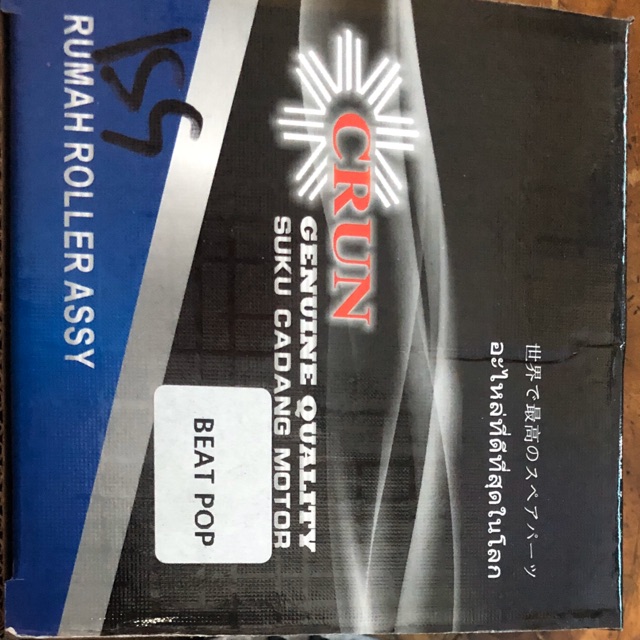 世界で最高のスペアパーツ
อะไหล่ที่ดีที่สุดในโลก
CRUN
GENUINE QUALITY
SUKU CADANG MOTOR
BEAT POP
155
RUMAH ROLLER ASSY